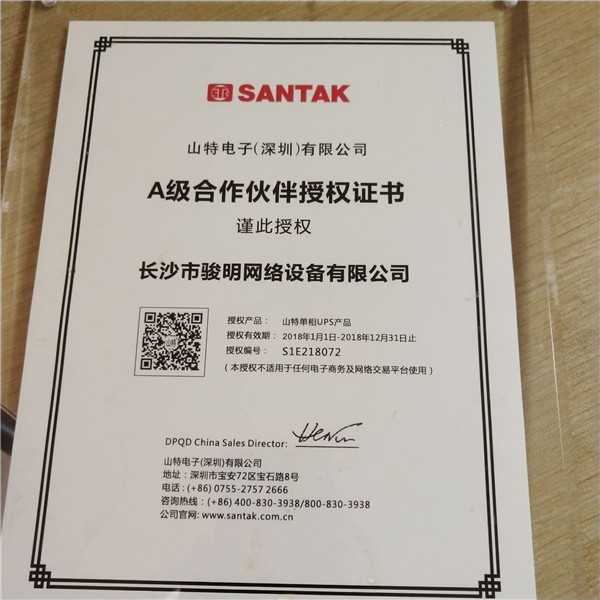 SANTAK
山特电子(深圳)有限公司
A级合作伙伴授权证书
谨此授权
长沙市骏明网络设备有限公司
授权产品： 山特单相UPS产品
授权有效期： 2018年1月1日-2018年12月31日止
授权编号： S1E218072
（本授权不适用于任何电子商务及网络交易平台使用）
DPQD China Sales Director:
山特电子(深圳)有限公司
地址：深圳市宝安72区宝石路8号
电话：(+86) 0755-2757 2666
咨询热线：(+86) 400-830-3938/800-830-3938
公司官网: www.santak.com.cn